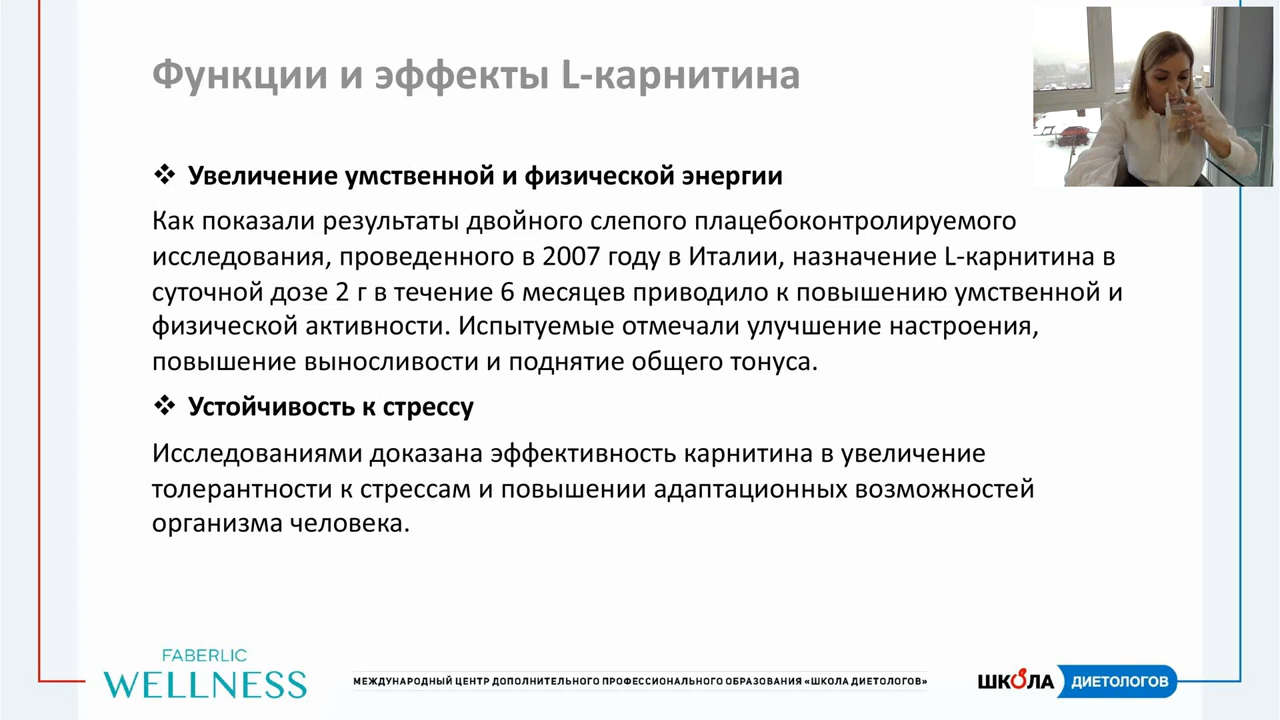 Функции и эффекты L-карнитина
❖ Увеличение умственной и физической энергии
Как показали результаты двойного слепого плацебоконтролируемого
исследования, проведенного в 2007 году в Италии, назначение L-карнитина в
суточной дозе 2 г в течение 6 месяцев приводило к повышению умственной и
физической активности. Испытуемые отмечали улучшение настроения,
повышение выносливости и поднятие общего тонуса.
❖ Устойчивость к стрессу
Исследованиями доказана эффективность карнитина в увеличение
толерантности к стрессам и повышении адаптационных возможностей
организма человека.
FABERLIC
WELLNESS
МЕЖДУНАРОДНЫЙ ЦЕНТР ДОПОЛНИТЕЛЬНОГО ПРОФЕССИОНАЛЬНОГО ОБРАЗОВАНИЯ «ШКОЛА ДИЕТОЛОГОВ»
ШКОЛА ДИЕТОЛОГОВ